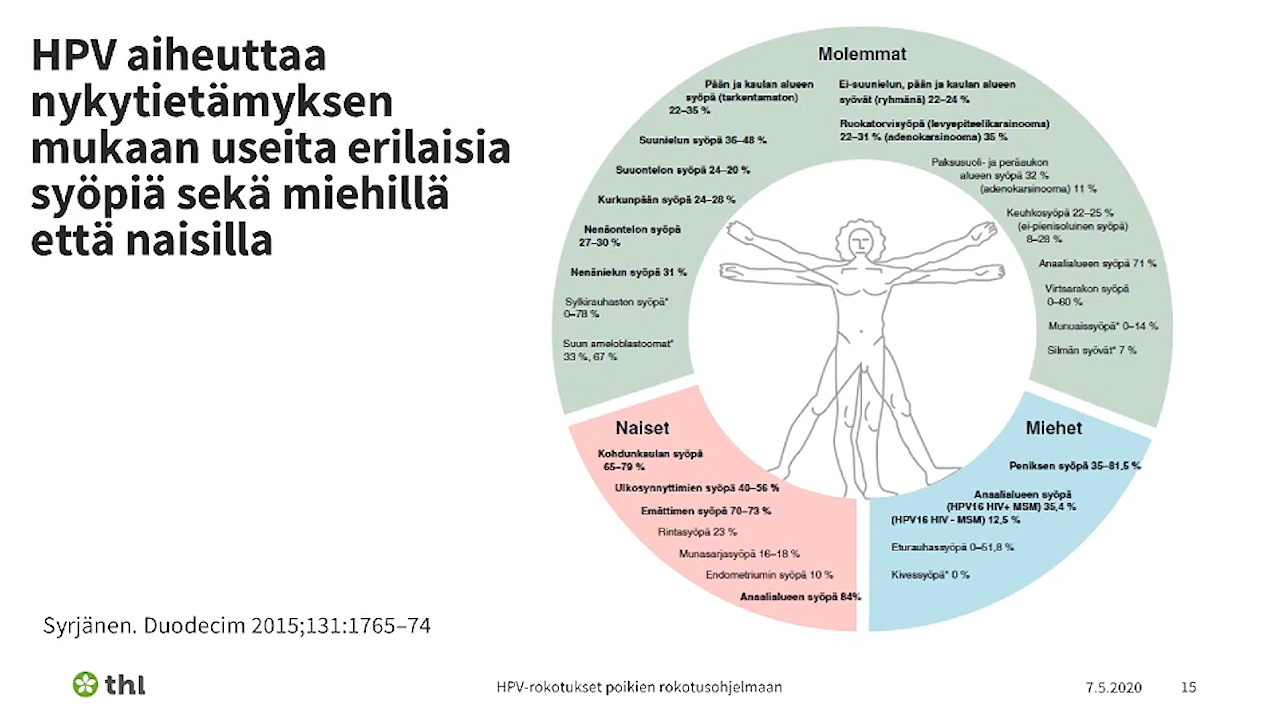 HPV aiheuttaa
nykytietämyksen
mukaan useita erilaisia
syöpiä sekä miehillä
että naisilla
Molemmat
Pään ja kaulan alueen
syöpä (tarkentamaton)
22–35 %
Suunielun syöpä 36–48 %
Suuontelon syöpä 24–20 %
Kurkunpään syöpä 24–28 %
Nenäontelon syöpä
27–30 %
Nenänielun syöpä 31 %
Sylkirauhasten syöpä*
0–78 %
Suun ameloblastoomat*
33 %, 67 %
Ei-suunielun, pään ja kaulan alueen
syövät (ryhmänä) 22–24 %
Ruokatorvisyöpä (levyepiteelikarsinooma)
22–31 % (adenokarsinooma) 35 %
Paksusuoli- ja peräaukon
alueen syöpä 32 %
(adenokarsinooma) 11 %
Keuhkosyöpä 22–25 %
(ei-pienisoluinen syöpä)
8–28 %
Anaalialueen syöpä 71 %
Virtsarakon syöpä
0–60 %
Munuaissyöpä* 0–14 %
Silmän syövät* 7 %
Naiset
Kohdunkaulan syöpä
65–79 %
Ulkosynnyttimien syöpä 40–56 %
Emättimen syöpä 70–73 %
Rintasyöpä 23 %
Munasarjasyöpä 16–18 %
Endometriumin syöpä 10 %
Anaalialueen syöpä 84%
Miehet
Peniksen syöpä 35–81,5 %
Anaalialueen syöpä
(HPV16 HIV+ MSM) 35,4 %
(HPV16 HIV - MSM) 12,5 %
Eturauhassyöpä 0–51,8 %
Kivessyöpä* 0 %
Syrjänen. Duodecim 2015;131:1765–74
thl
HPV-rokotukset poikien rokotusohjelmaan
7.5.2020
15